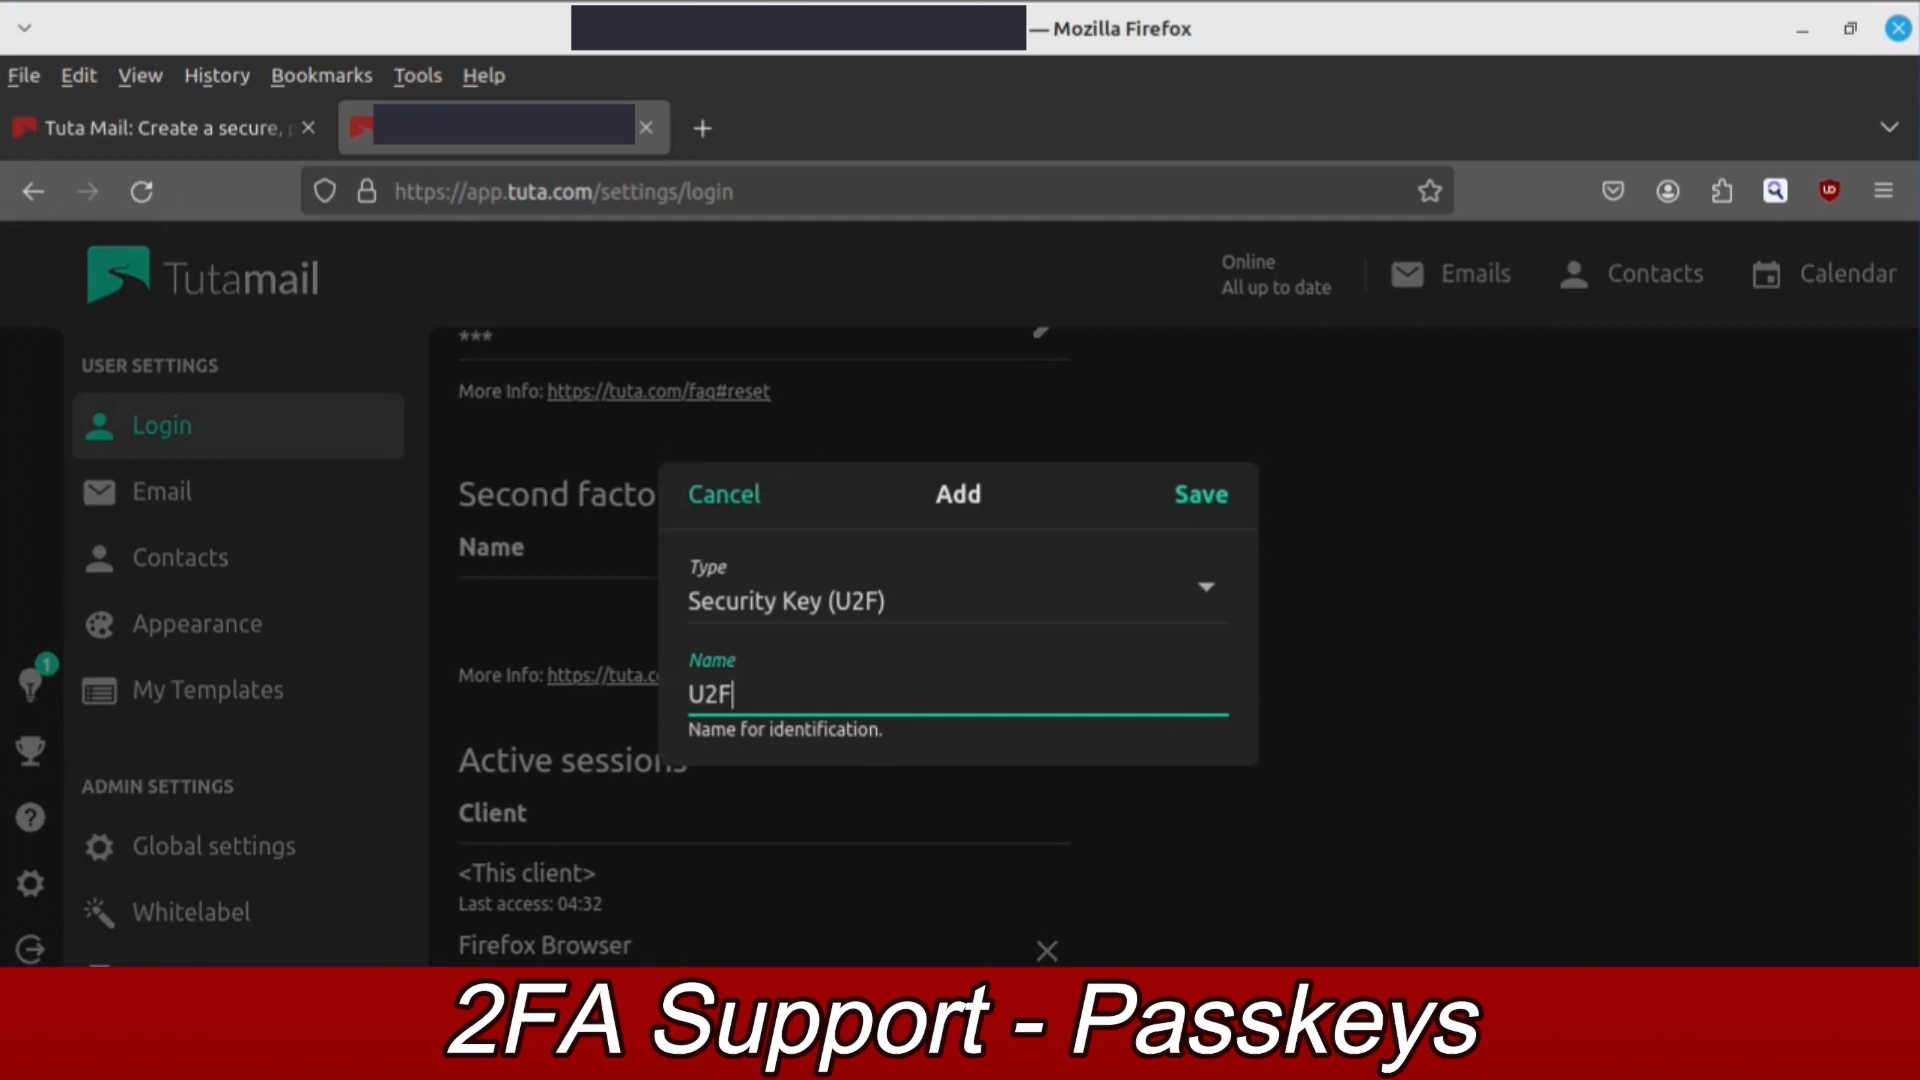 — Mozilla Firefox
File Edit View History Bookmarks Tools Help
Tuta Mail: Create a secure,
https://app.tuta.com/settings/login
Tutamail
Online
All up to date
Emails
Contacts
Calendar
***
USER SETTINGS
More Info: https://tuta.com/faq#reset
Login
Email
Contacts
Appearance
1
My Templates
ADMIN SETTINGS
Global settings
Whitelabel
Second facto
Name
More Info: https://tuta.c
Cancel
Add
Save
Type
Security Key (U2F)
Name
U2F
Name for identification.
Active sessions
Client
<This client>
Last access: 04:32
Firefox Browser
2FA Support - Passkeys